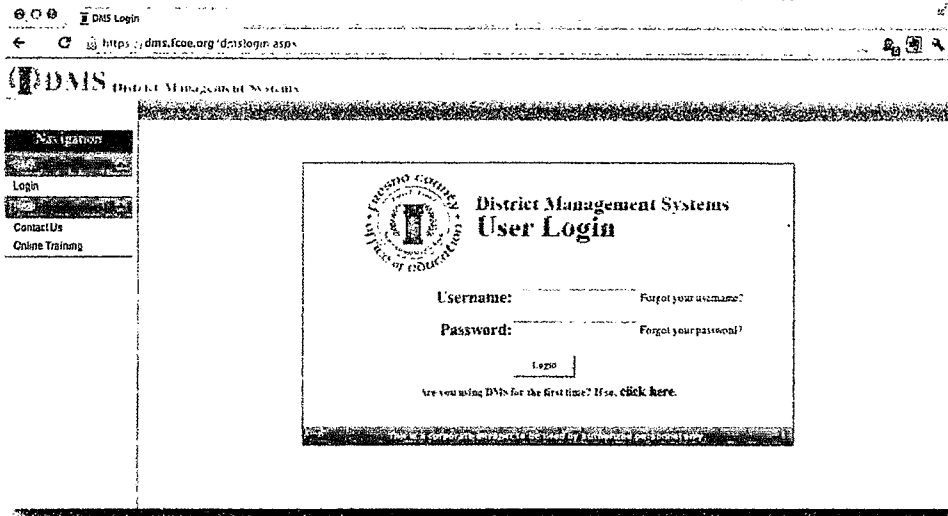 DMS Login
https://dms.fcoe.org/dmslogin.aspx
DMS District Management Systems
Navigation
Login
Contact Us
Online Training
fresno county
office of education
District Management Systems
User Login
Username:
Forgot your username?
Password:
Forgot your password?
Login
Are you using DMS for the first time? If so, click here.